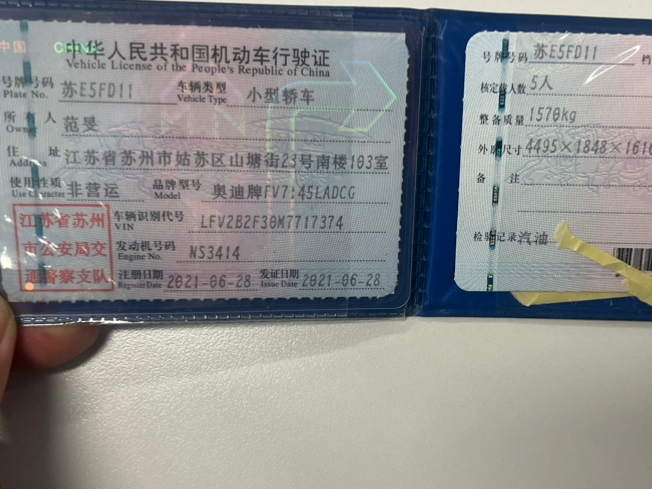 中国 CHINA
中华人民共和国机动车行驶证
Vehicle License of the People's Republic of China
号牌号码 苏E5FD11 车辆类型 小型轿车
Plate No. Vehicle Type
所有人 范旻
Owner
住址 江苏省苏州市姑苏区山塘街23号南楼103室
Address
使用性质 非营运 品牌型号 奥迪牌FV7145LADCG
Use Character Model
江苏省苏州
市公安局交
通警察支队
车辆识别代号 LFV2B2F30M7717374
VIN
发动机号码 NS3414
Engine No.
注册日期 2021-06-28 发证日期 2021-06-28
Register Date Issue Date
号牌号码 苏E5FD11 档
核定载人数 5人
整备质量 1570kg
外廓尺寸 4495×1848×1616
备注
检验记录 汽油